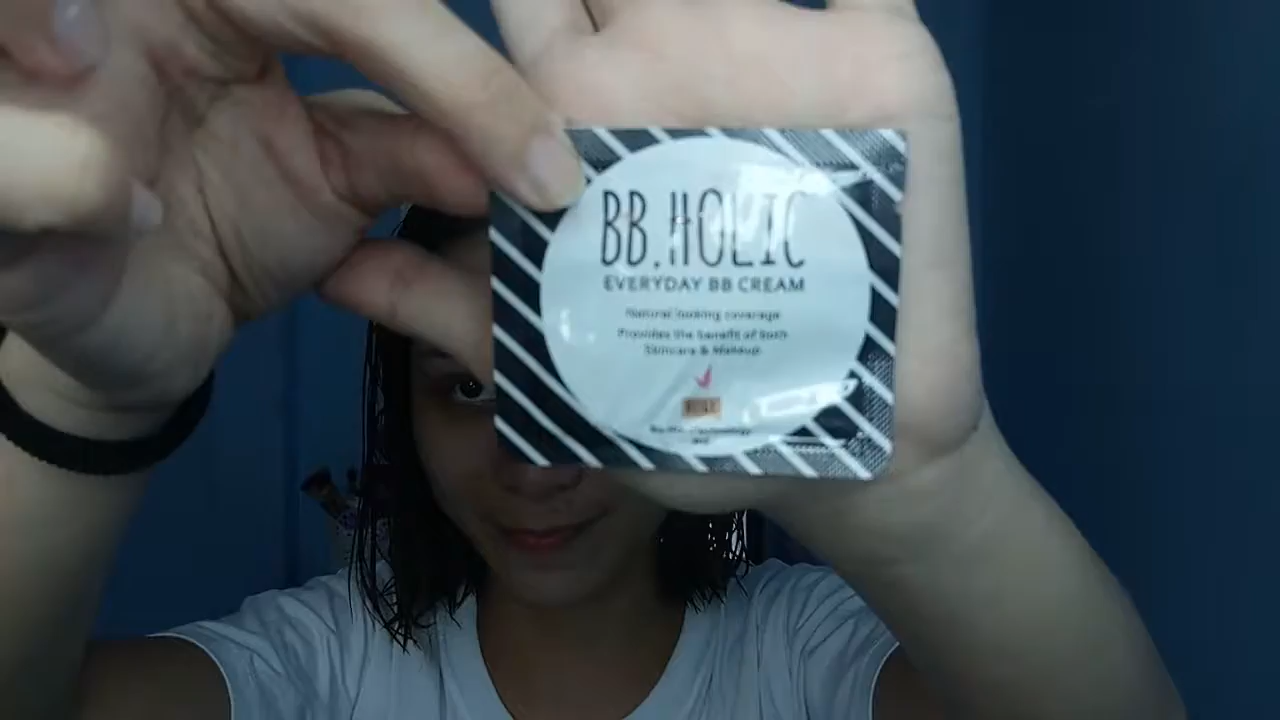 BB.HOLIC
EVERYDAY BB CREAM
Natural looking coverage
Provides the benefit of both
Skincare & Makeup